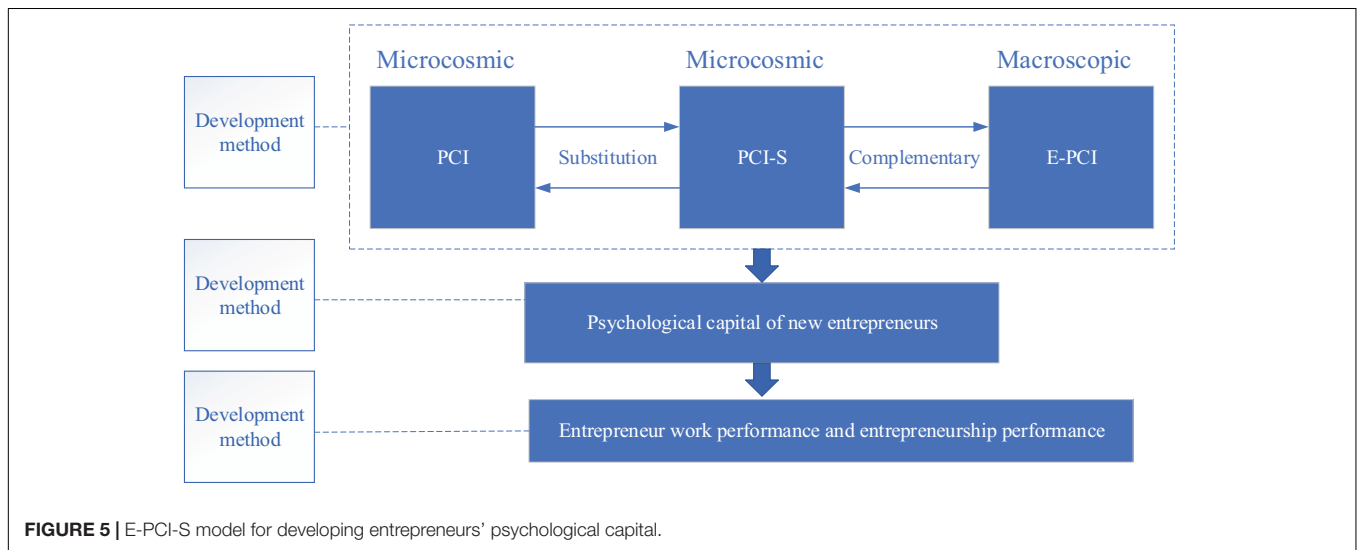 Microcosmic
Microcosmic
Macroscopic
Development
method
PCI
Substitution
PCI-S
Complementary
E-PCI
Development
method
Psychological capital of new entrepreneurs
Development
method
Entrepreneur work performance and entrepreneurship performance
FIGURE 5 | E-PCI-S model for developing entrepreneurs’ psychological capital.